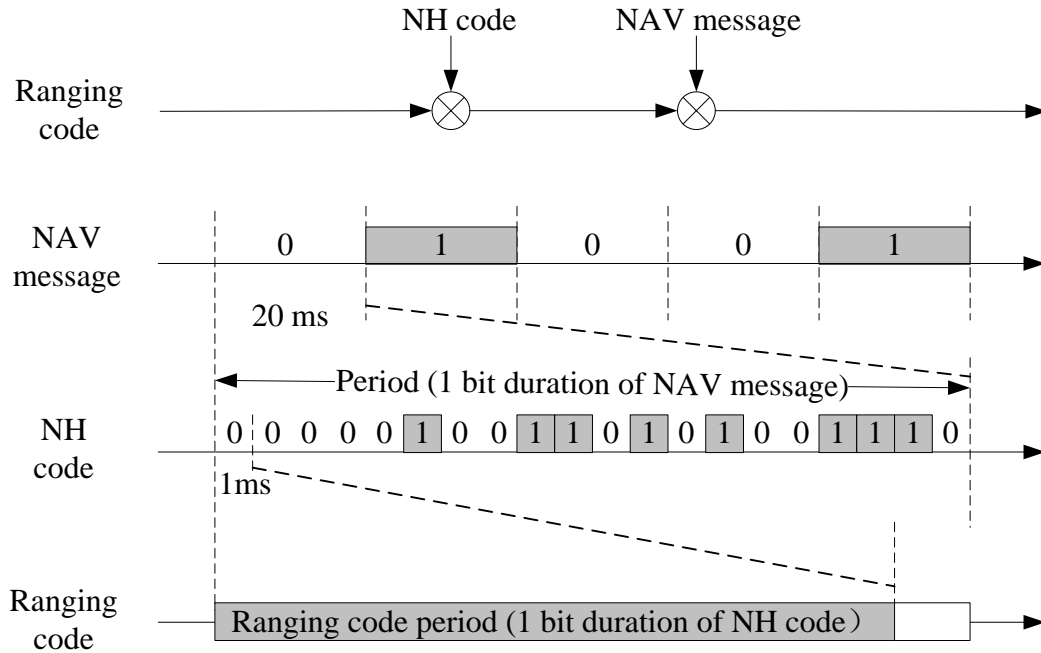 NH code NAV message
Ranging
code
NAV
message
0 1 0 0 1
20 ms
Period (1 bit duration of NAV message)
NH
code
0 0 0 0 0 1 0 0 1 1 0 1 0 1 0 0 1 1 1 0
1ms
Ranging
code
Ranging code period (1 bit duration of NH code）